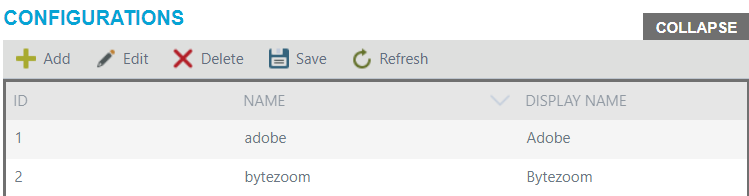 CONFIGURATIONS
COLLAPSE
Add Edit Delete Save Refresh
ID NAME DISPLAY NAME
1 adobe Adobe
2 bytezoom Bytezoom